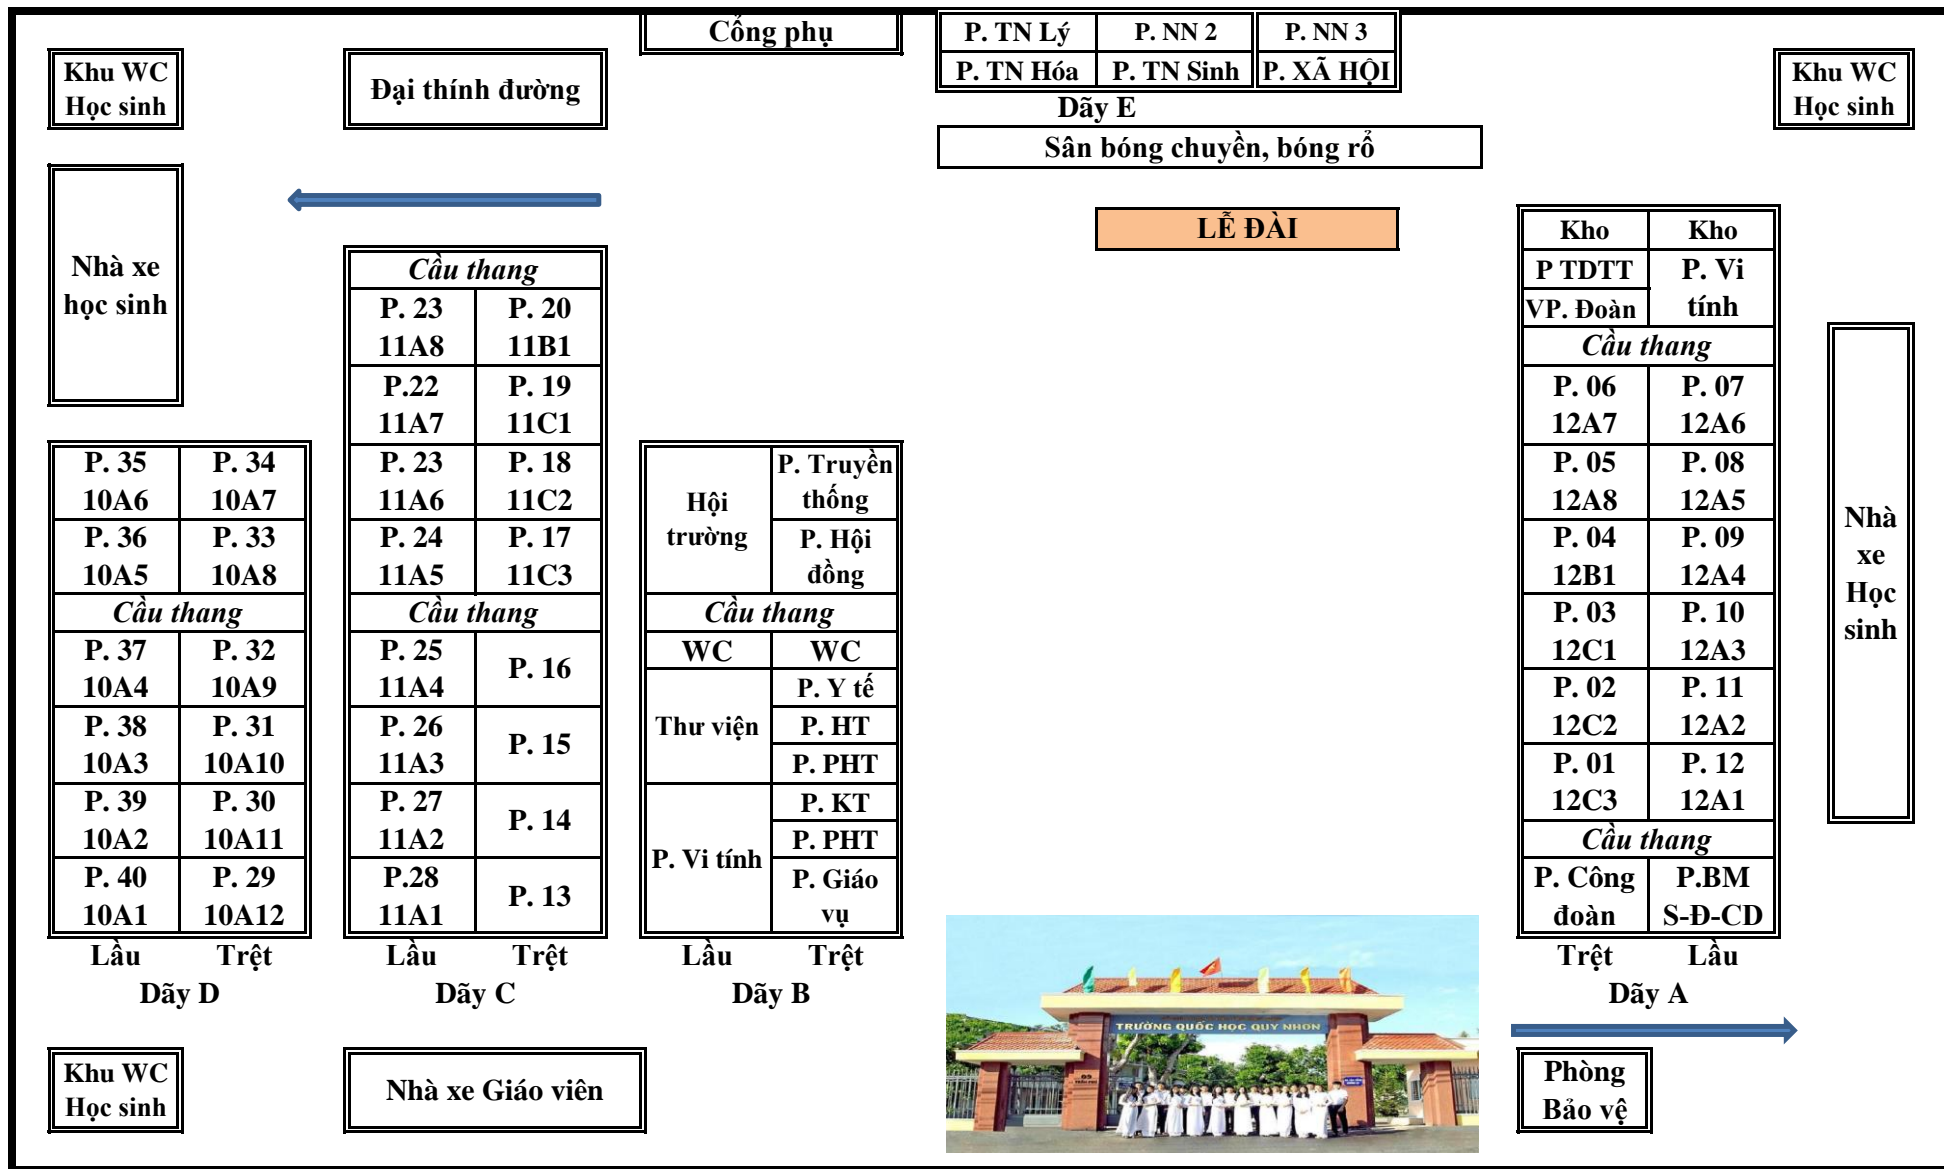 Cổng phụ
P. TN Lý P. NN 2 P. NN 3
P. TN Hóa P. TN Sinh P. XÃ HỘI
Dãy E
Khu WC
Học sinh
Đại thính đường
Khu WC
Học sinh
Sân bóng chuyền, bóng rổ
LỄ ĐÀI
Nhà xe
học sinh
P. 35 P. 34
10A6 10A7
P. 36 P. 33
10A5 10A8
Cầu thang
P. 37 P. 32
10A4 10A9
P. 38 P. 31
10A3 10A10
P. 39 P. 30
10A2 10A11
P. 40 P. 29
10A1 10A12
Lầu Trệt
Dãy D
Cầu thang
P. 23 P. 20
11A8 11B1
P.22 P. 19
11A7 11C1
P. 23 P. 18
11A6 11C2
P. 24 P. 17
11A5 11C3
Cầu thang
P. 25
11A4
P. 16
P. 26
11A3
P. 15
P. 27
11A2
P. 14
P.28
11A1
P. 13
Lầu Trệt
Dãy C
Hội
trường
P. Truyền
thống
P. Hội
đồng
Cầu thang
WC WC
Thư viện
P. Y tế
P. HT
P. PHT
P. Vi tính
P. KT
P. PHT
P. Giáo
vụ
Lầu Trệt
Dãy B
Kho Kho
P TDTT
VP. Đoàn
P. Vi
tính
Cầu thang
P. 06 P. 07
12A7 12A6
P. 05 P. 08
12A8 12A5
P. 04 P. 09
12B1 12A4
P. 03 P. 10
12C1 12A3
P. 02 P. 11
12C2 12A2
P. 01 P. 12
12C3 12A1
Cầu thang
P. Công
đoàn
P.BM
S-Đ-CD
Trệt Lầu
Dãy A
Nhà
xe
Học
sinh
Khu WC
Học sinh
Nhà xe Giáo viên
TRƯỜNG QUỐC HỌC QUY NHƠN
Phòng
Bảo vệ